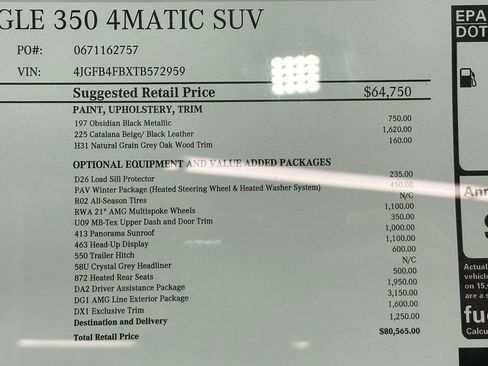 GLE 350 4MATIC SUV
PO#: 0671162757
VIN: 4JGFB4FBXTB572959
Suggested Retail Price $64,750
PAINT, UPHOLSTERY, TRIM
197 Obsidian Black Metallic 750.00
225 Catalana Beige/ Black Leather 1,620.00
H31 Natural Grain Grey Oak Wood Trim 160.00
OPTIONAL EQUIPMENT AND VALUE ADDED PACKAGES
D26 Load Sill Protector 235.00
PAV Winter Package (Heated Steering Wheel & Heated Washer System) 450.00
R02 All-Season Tires N/C
RWA 21" AMG Multispoke Wheels 1,100.00
U09 MB-Tex Upper Dash and Door Trim 350.00
413 Panorama Sunroof 1,000.00
463 Head-Up Display 1,100.00
550 Trailer Hitch 600.00
58U Crystal Grey Headliner N/C
872 Heated Rear Seats 500.00
DA2 Driver Assistance Package 1,950.00
DG1 AMG Line Exterior Package 3,150.00
DX1 Exclusive Trim 1,600.00
Destination and Delivery 1,250.00
Total Retail Price $80,565.00
EPA
DOT
Ann
$
Actual
vehicle
on 15,
are a s
fu
Calcu